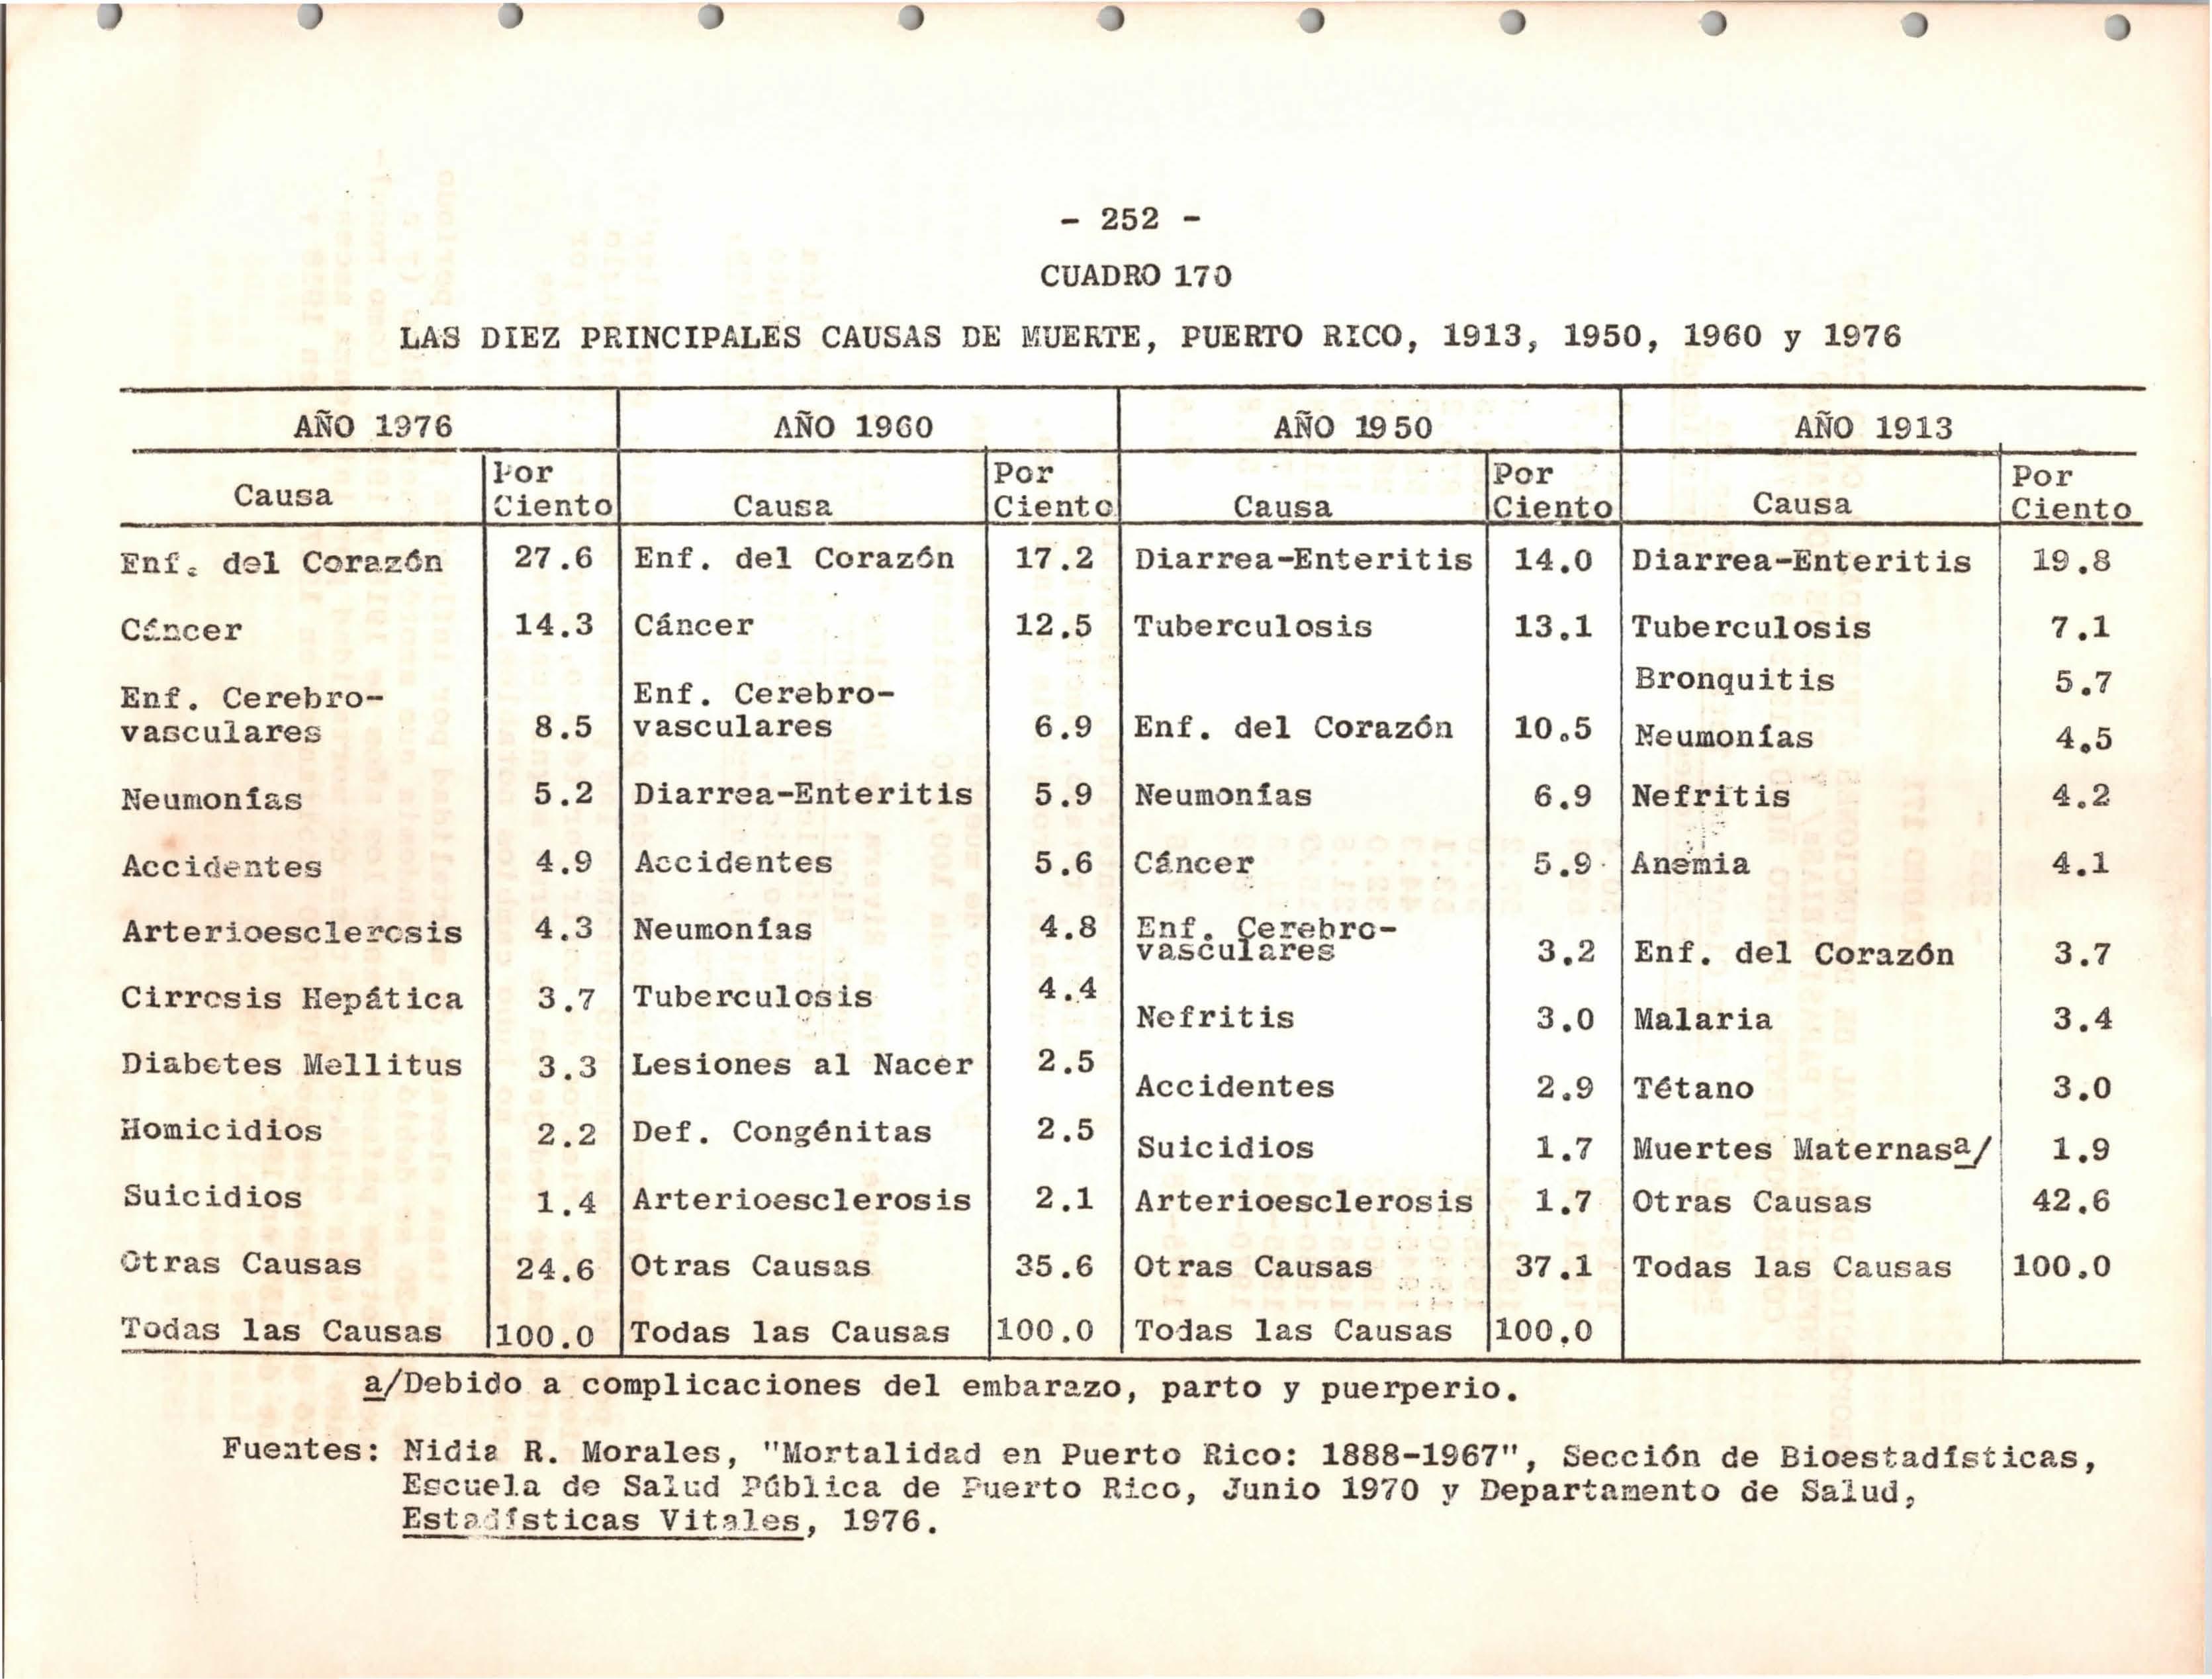 - 252 -
CUADRO 170
LAS DIEZ PRINCIPALES CAUSAS DE MUERTE, PUERTO RICO, 1913, 1950, 1960 y 1976
AÑO 1976 AÑO 1960 AÑO 1950 AÑO 1913
Causa Por Ciento Causa Por Ciento Causa Por Ciento Causa Por Ciento
Enf. del Corazón 27.6 Enf. del Corazón 17.2 Diarrea-Enteritis 14.0 Diarrea-Enteritis 19.8
Cáncer 14.3 Cáncer 12.5 Tuberculosis 13.1 Tuberculosis 7.1
Bronquitis 5.7
Enf. Cerebro- Enf. Cerebro-
vasculares 8.5 vasculares 6.9 Enf. del Corazón 10.5 Neumonías 4.5
Neumonías 5.2 Diarrea-Enteritis 5.9 Neumonías 6.9 Nefritis 4.2
Accidentes 4.9 Accidentes 5.6 Cáncer 5.9 Anemia 4.1
Arterioesclerosis 4.3 Neumonías 4.8 Enf. Cerebro-
vasculares 3.2 Enf. del Corazón 3.7
Cirrosis Hepática 3.7 Tuberculosis 4.4 Nefritis 3.0 Malaria 3.4
Diabetes Mellitus 3.3 Lesiones al Nacer 2.5 Accidentes 2.9 Tétano 3.0
Homicidios 2.2 Def. Congénitas 2.5 Suicidios 1.7 Muertes Maternasa/ 1.9
Suicidios 1.4 Arterioesclerosis 2.1 Arterioesclerosis 1.7 Otras Causas 42.6
Otras Causas 24.6 Otras Causas 35.6 Otras Causas 37.1 Todas las Causas 100.0
Todas las Causas 100.0 Todas las Causas 100.0 Todas las Causas 100.0
a/Debido a complicaciones del embarazo, parto y puerperio.
Fuentes: Nidia R. Morales, "Mortalidad en Puerto Rico: 1888-1967", Sección de Bioestadísticas,
Escuela de Salud Pública de Puerto Rico, Junio 1970 y Departamento de Salud,
Estadísticas Vitales, 1976.